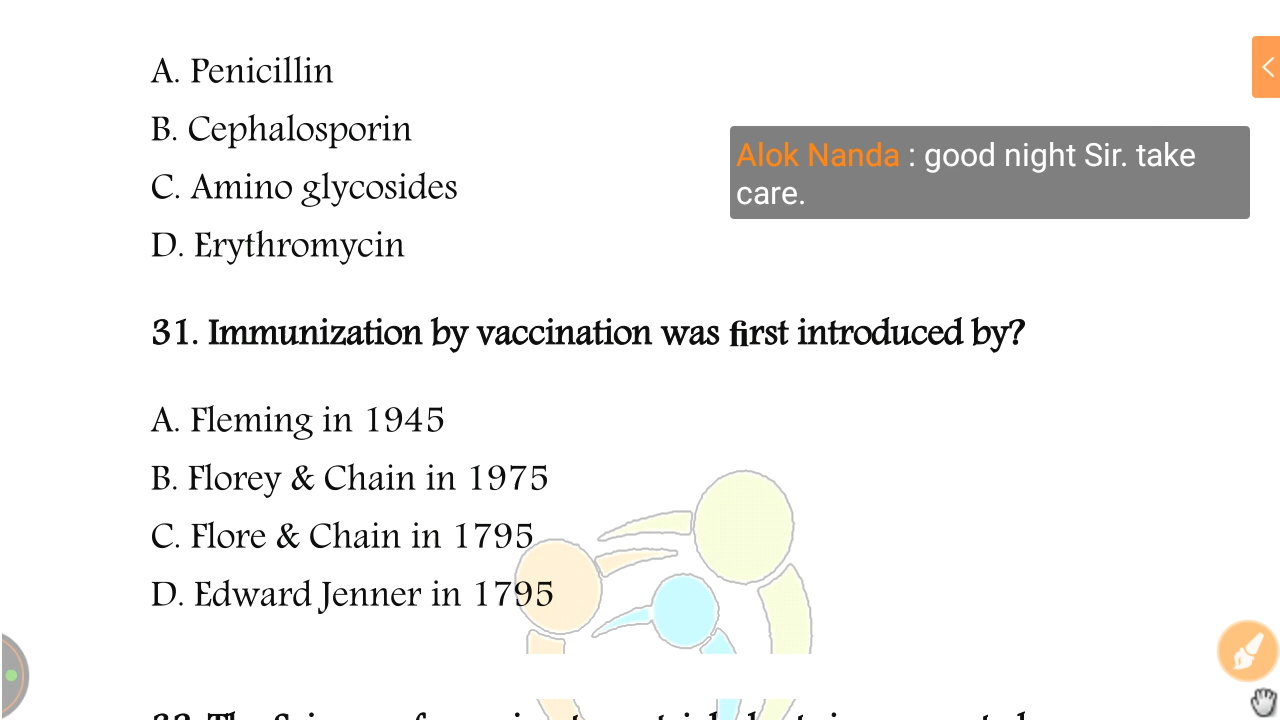 A. Penicillin
B. Cephalosporin
C. Amino glycosides
D. Erythromycin
Alok Nanda : good night Sir. take
care.
31. Immunization by vaccination was first introduced by?
A. Fleming in 1945
B. Florey & Chain in 1975
C. Flore & Chain in 1795
D. Edward Jenner in 1795